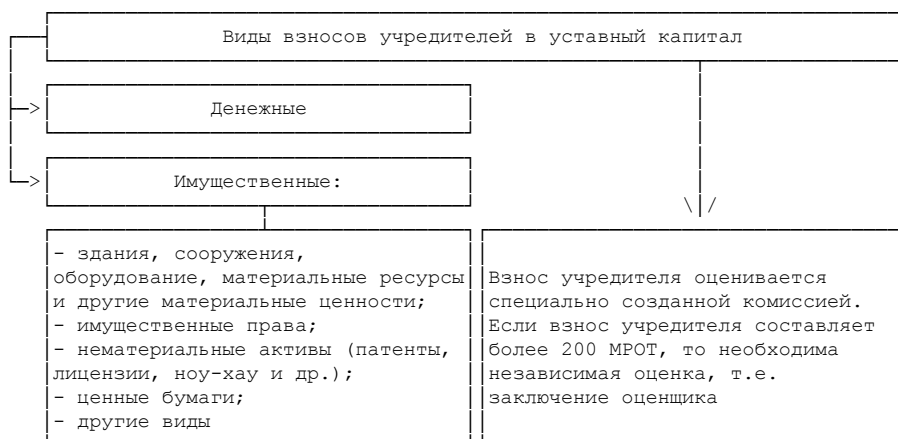 Виды взносов учредителей в уставный капитал
Денежные
Имущественные:
- здания, сооружения,
оборудование, материальные ресурсы
и другие материальные ценности;
- имущественные права;
- нематериальные активы (патенты,
лицензии, ноу-хау и др.);
- ценные бумаги;
- другие виды
Взнос учредителя оценивается
специально созданной комиссией.
Если взнос учредителя составляет
более 200 МРОТ, то необходима
независимая оценка, т.е.
заключение оценщика